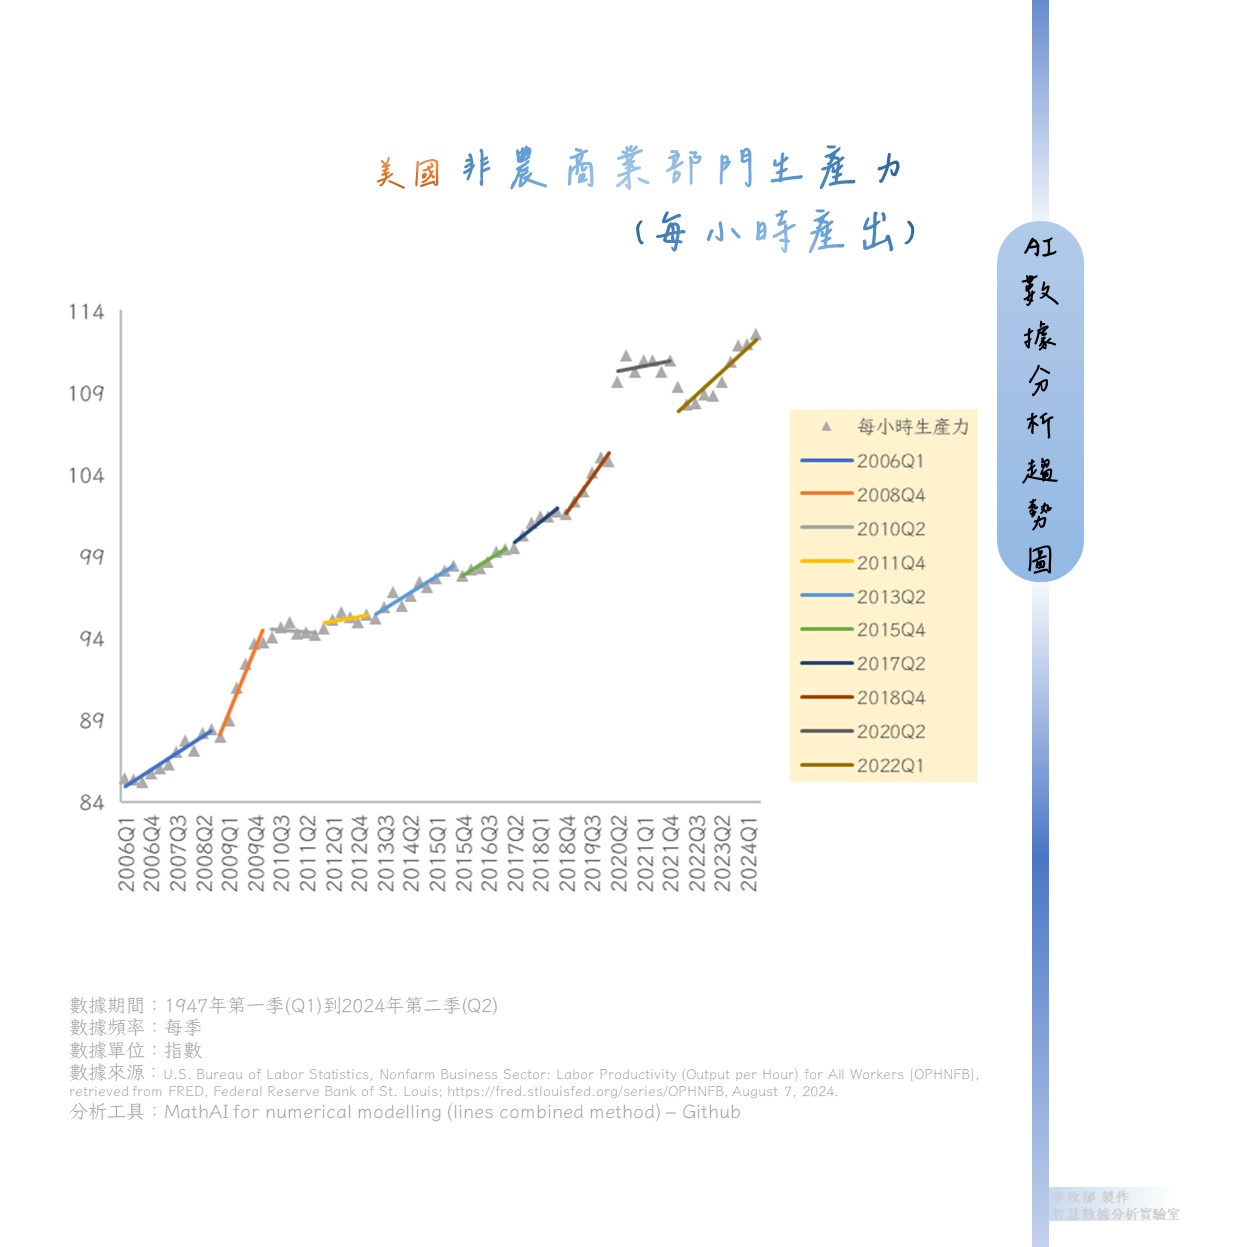 美國 非農商業部門生產力
(每小時產出)
AI數據分析趨勢圖
114
109
104
99
94
89
84
2006Q1
2006Q4
2007Q3
2008Q2
2009Q1
2009Q4
2010Q3
2011Q2
2012Q1
2012Q4
2013Q3
2014Q2
2015Q1
2015Q4
2016Q3
2017Q2
2018Q1
2018Q4
2019Q3
2020Q2
2021Q1
2021Q4
2022Q3
2023Q2
2024Q1
每小時生產力
2006Q1
2008Q4
2010Q2
2011Q4
2013Q2
2015Q4
2017Q2
2018Q4
2020Q2
2022Q1
數據期間：1947年第一季(Q1)到2024年第二季(Q2)
數據頻率：每季
數據單位：指數
數據來源：U.S. Bureau of Labor Statistics, Nonfarm Business Sector: Labor Productivity (Output per Hour) for All Workers [OPHNFB],
retrieved from FRED, Federal Reserve Bank of St. Louis; https://fred.stlouisfed.org/series/OPHNFB, August 7, 2024.
分析工具：MathAI for numerical modelling (lines combined method) – Github
製作
數據分析實驗室